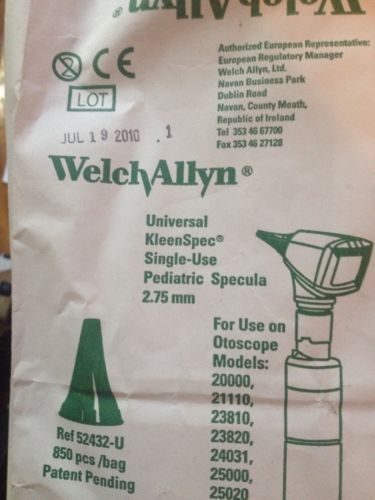 WelchAllyn®
Authorized European Representative:
European Regulatory Manager
Welch Allyn, Ltd.
Navan Business Park
Dublin Road
Navan, County Meath,
Republic of Ireland
Tel 353 46 67700
Fax 353 46 27128
2 CE
LOT
JUL 19 2010 .1
WelchAllyn®
Universal
KleenSpec®
Single-Use
Pediatric Specula
2.75 mm
For Use on
Otoscope
Models:
20000,
21110,
23810,
23820,
24031,
25000,
25020
Ref 52432-U
850 pcs /bag
Patent Pending